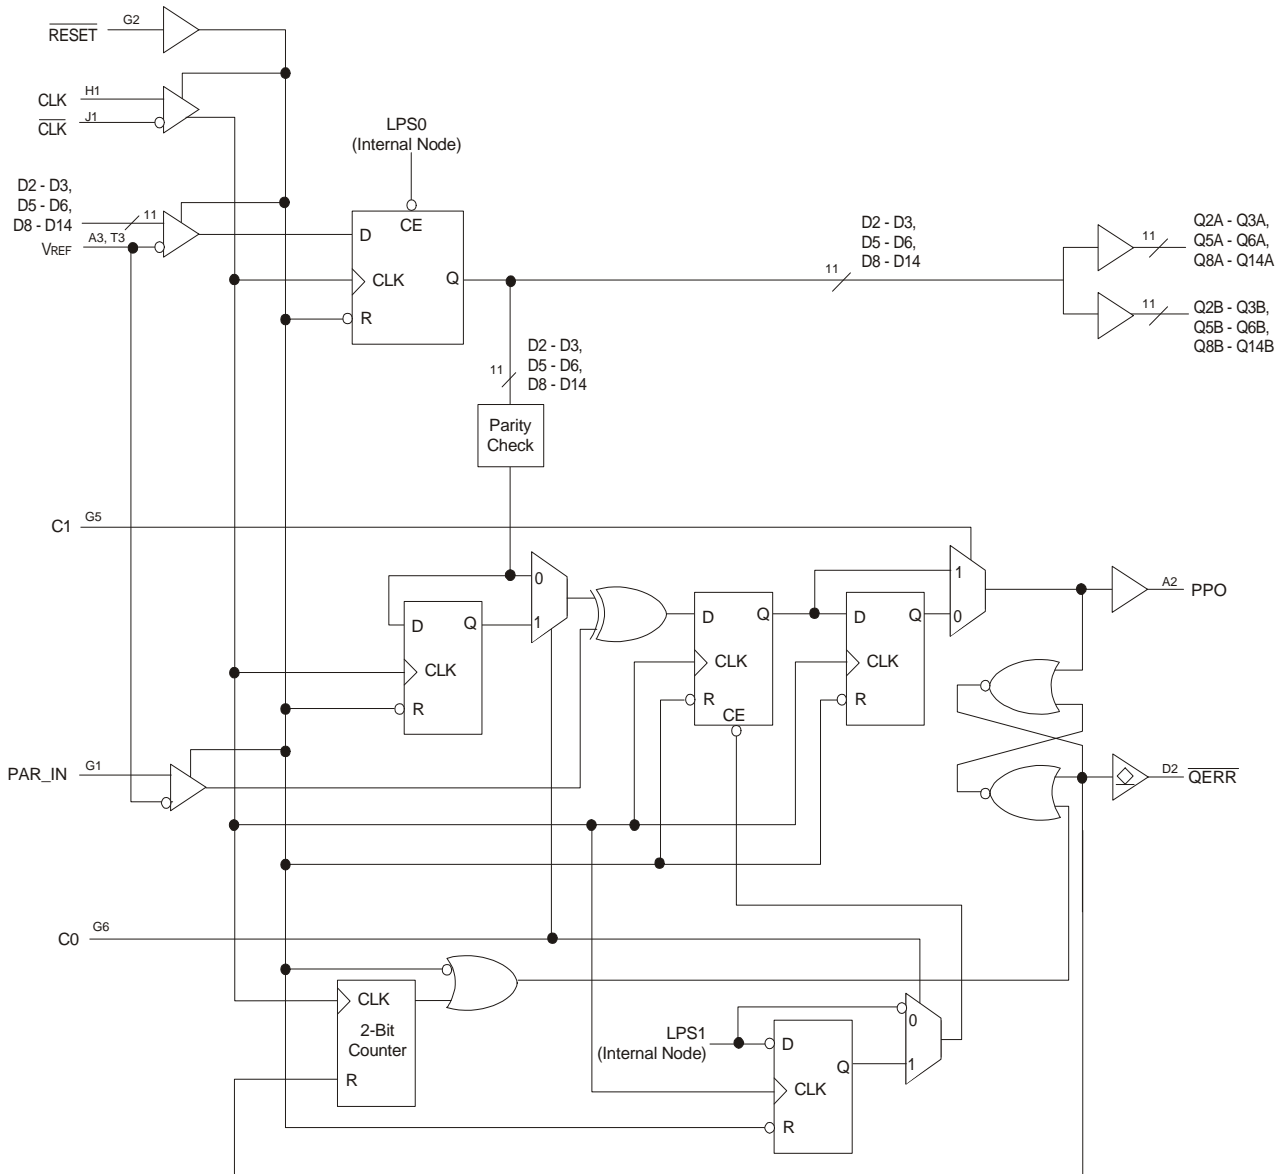 RESET
G2
CLK
H1
CLK
J1
LPS0
(Internal Node)
D2 - D3,
D5 - D6,
D8 - D14
11
VREF
A3, T3
CE
D
CLK
Q
R
D2 - D3,
D5 - D6,
D8 - D14
11
11
Q2A - Q3A,
Q5A - Q6A,
Q8A - Q14A
11
Q2B - Q3B,
Q5B - Q6B,
Q8B - Q14B
D2 - D3,
D5 - D6,
D8 - D14
11
Parity
Check
C1
G5
0
1
D
Q
CLK
R
D
Q
CLK
R
CE
D
Q
CLK
R
1
0
A2
PPO
PAR_IN
G1
D2
QERR
C0
G6
CLK
2-Bit
Counter
R
LPS1
(Internal Node)
D
Q
CLK
R
0
1